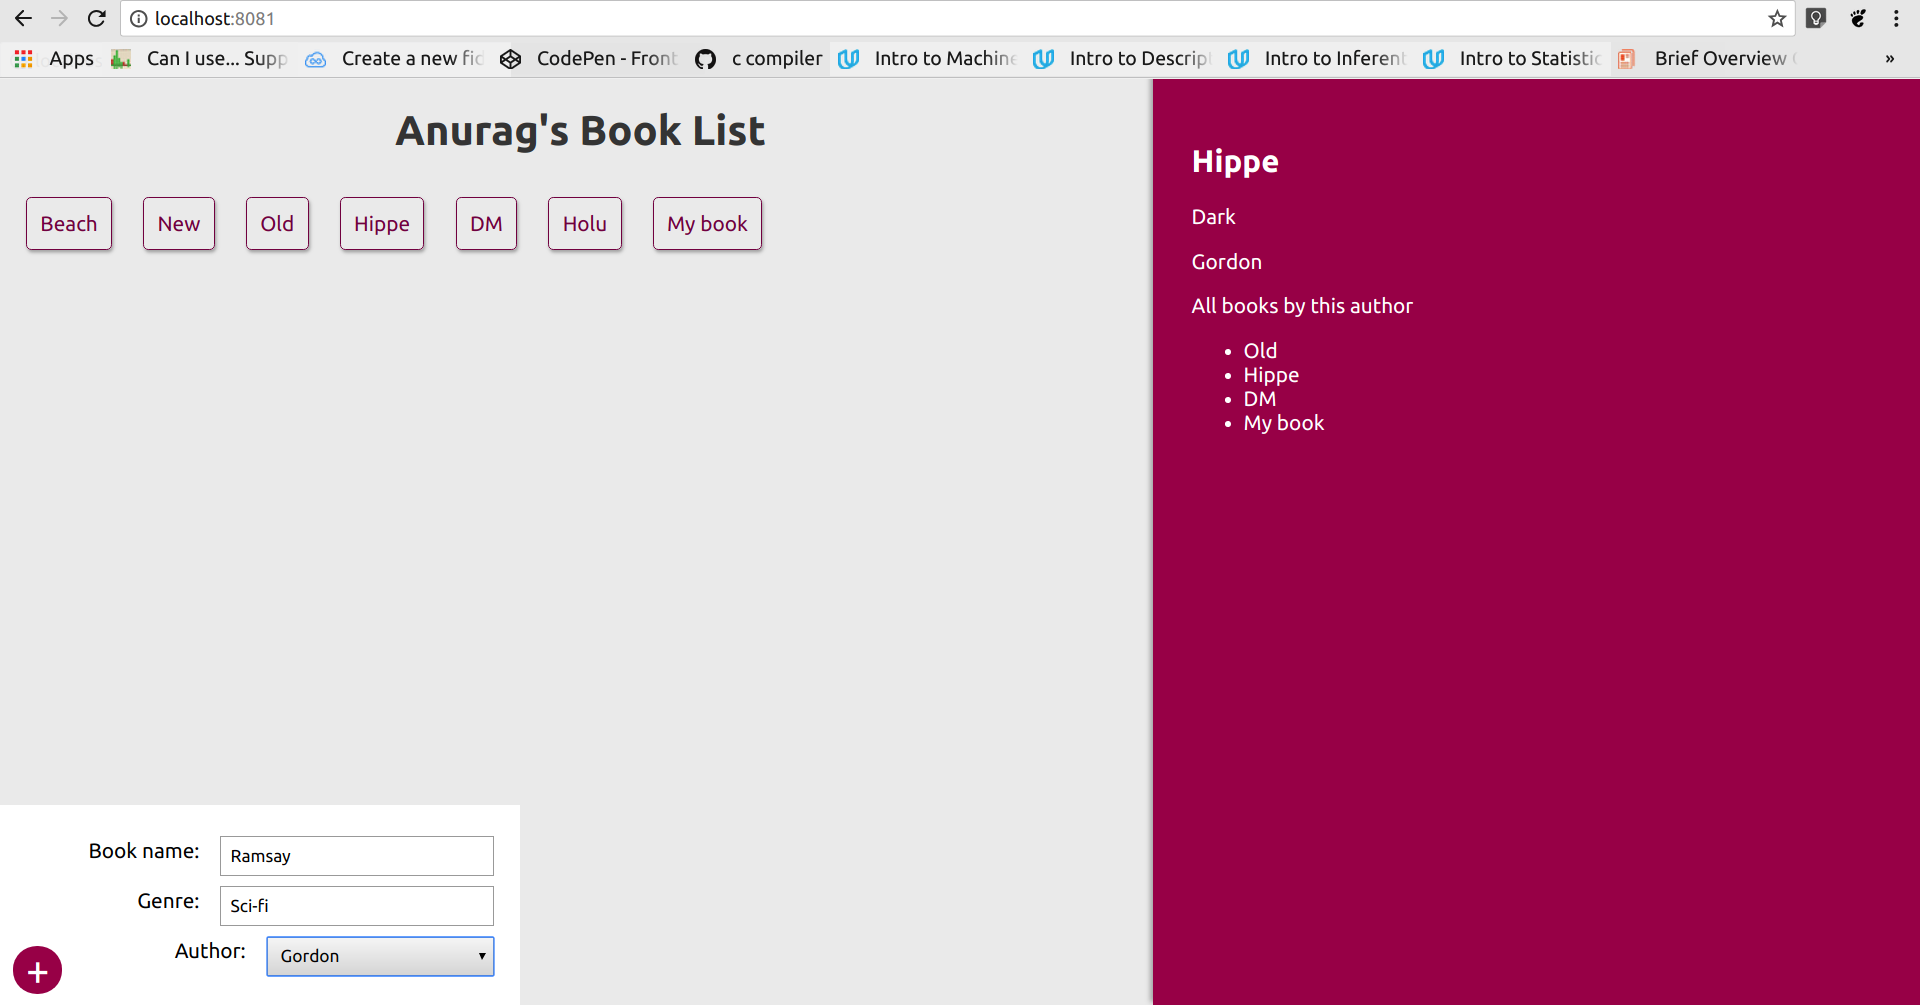 localhost:8081
Apps Can I use... Supp Create a new fid CodePen - Front c compiler Intro to Machine Intro to Descrip Intro to Inferent Intro to Statistic Brief Overview »
Anurag's Book List
Beach New Old Hippe DM Holu My book
Hippe
Dark
Gordon
All books by this author
• Old
• Hippe
• DM
• My book
Book name: Ramsay
Genre: Sci-fi
Author: Gordon
+